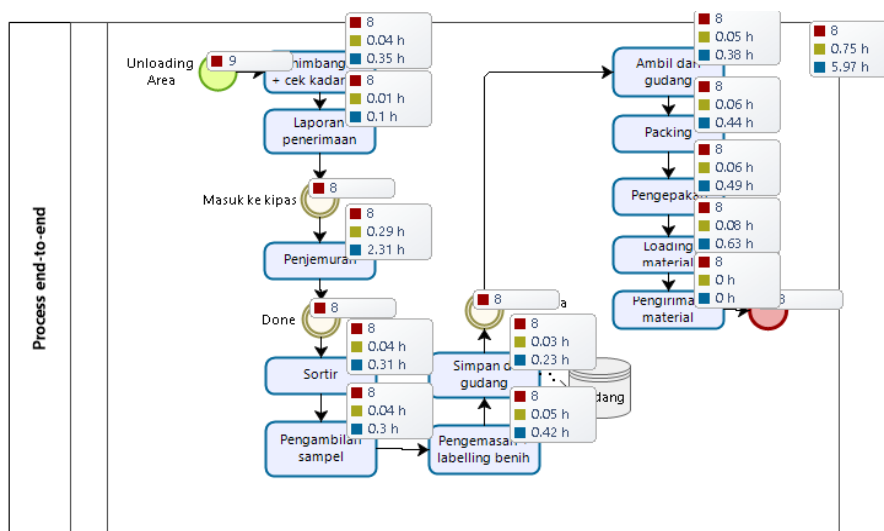 Process end-to-end
Unloading
Area
9
+ cek kadar
8
0.04 h
0.35 h
Laporan
penerimaan
8
0.01 h
0.1 h
Masuk ke kipas
8
Penjemuran
8
0.29 h
2.31 h
Done
8
Sortir
8
0.04 h
0.31 h
Pengambilan
sampel
8
0.04 h
0.3 h
Pengemasan
labelling benih
8
0.05 h
0.42 h
Simpan di
gudang
8
0.03 h
0.23 h
8
Ambil dari
gudang
8
0.05 h
0.38 h
Packing
8
0.06 h
0.44 h
Pengepakan
8
0.06 h
0.49 h
Loading
material
8
0.08 h
0.63 h
Pengiriman
material
8
0 h
0 h
8
8
0.75 h
5.97 h